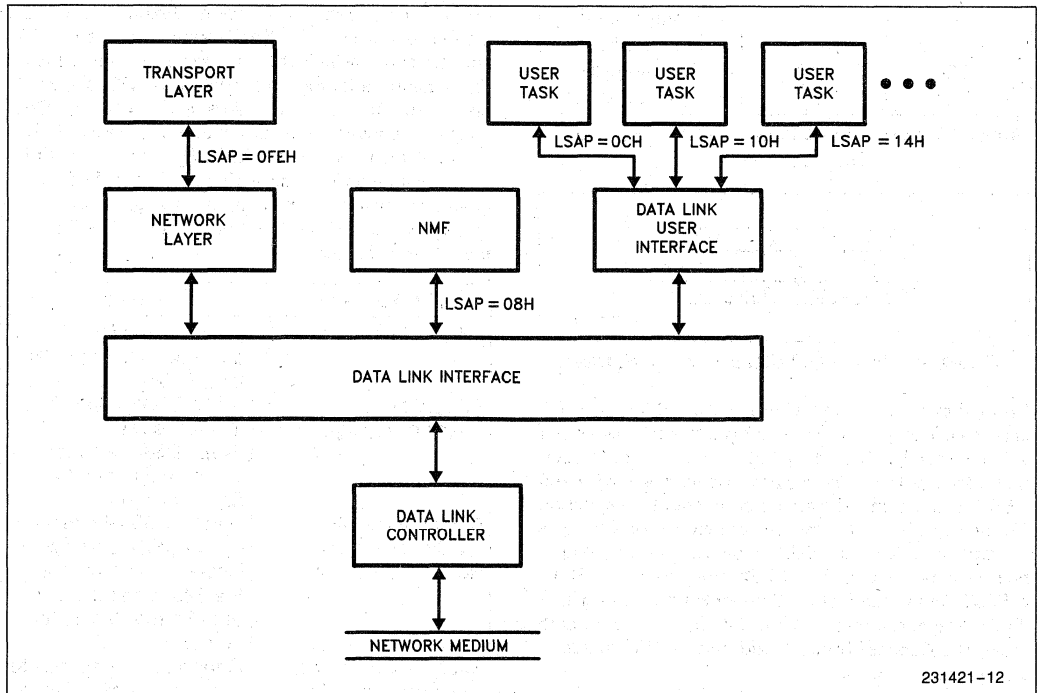 TRANSPORT
LAYER
USER
TASK
USER
TASK
USER
TASK
LSAP = 0FEH
LSAP = 0CH
LSAP = 10H
LSAP = 14H
NETWORK
LAYER
NMF
DATA LINK
USER
INTERFACE
LSAP = 08H
DATA LINK INTERFACE
DATA LINK
CONTROLLER
NETWORK MEDIUM
231421-12